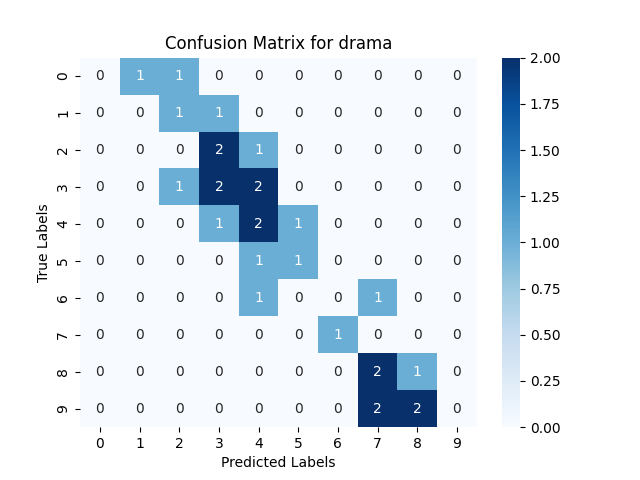 Confusion Matrix for drama
True Labels
0 0 1 1 0 0 0 0 0 0 0
1 0 0 1 1 0 0 0 0 0 0
2 0 0 0 2 1 0 0 0 0 0
3 0 0 1 2 2 0 0 0 0 0
4 0 0 0 1 2 1 0 0 0 0
5 0 0 0 0 1 1 0 0 0 0
6 0 0 0 0 1 0 0 1 0 0
7 0 0 0 0 0 0 1 0 0 0
8 0 0 0 0 0 0 0 2 1 0
9 0 0 0 0 0 0 0 2 2 0
0 1 2 3 4 5 6 7 8 9
Predicted Labels
2.00
1.75
1.50
1.25
1.00
0.75
0.50
0.25
0.00